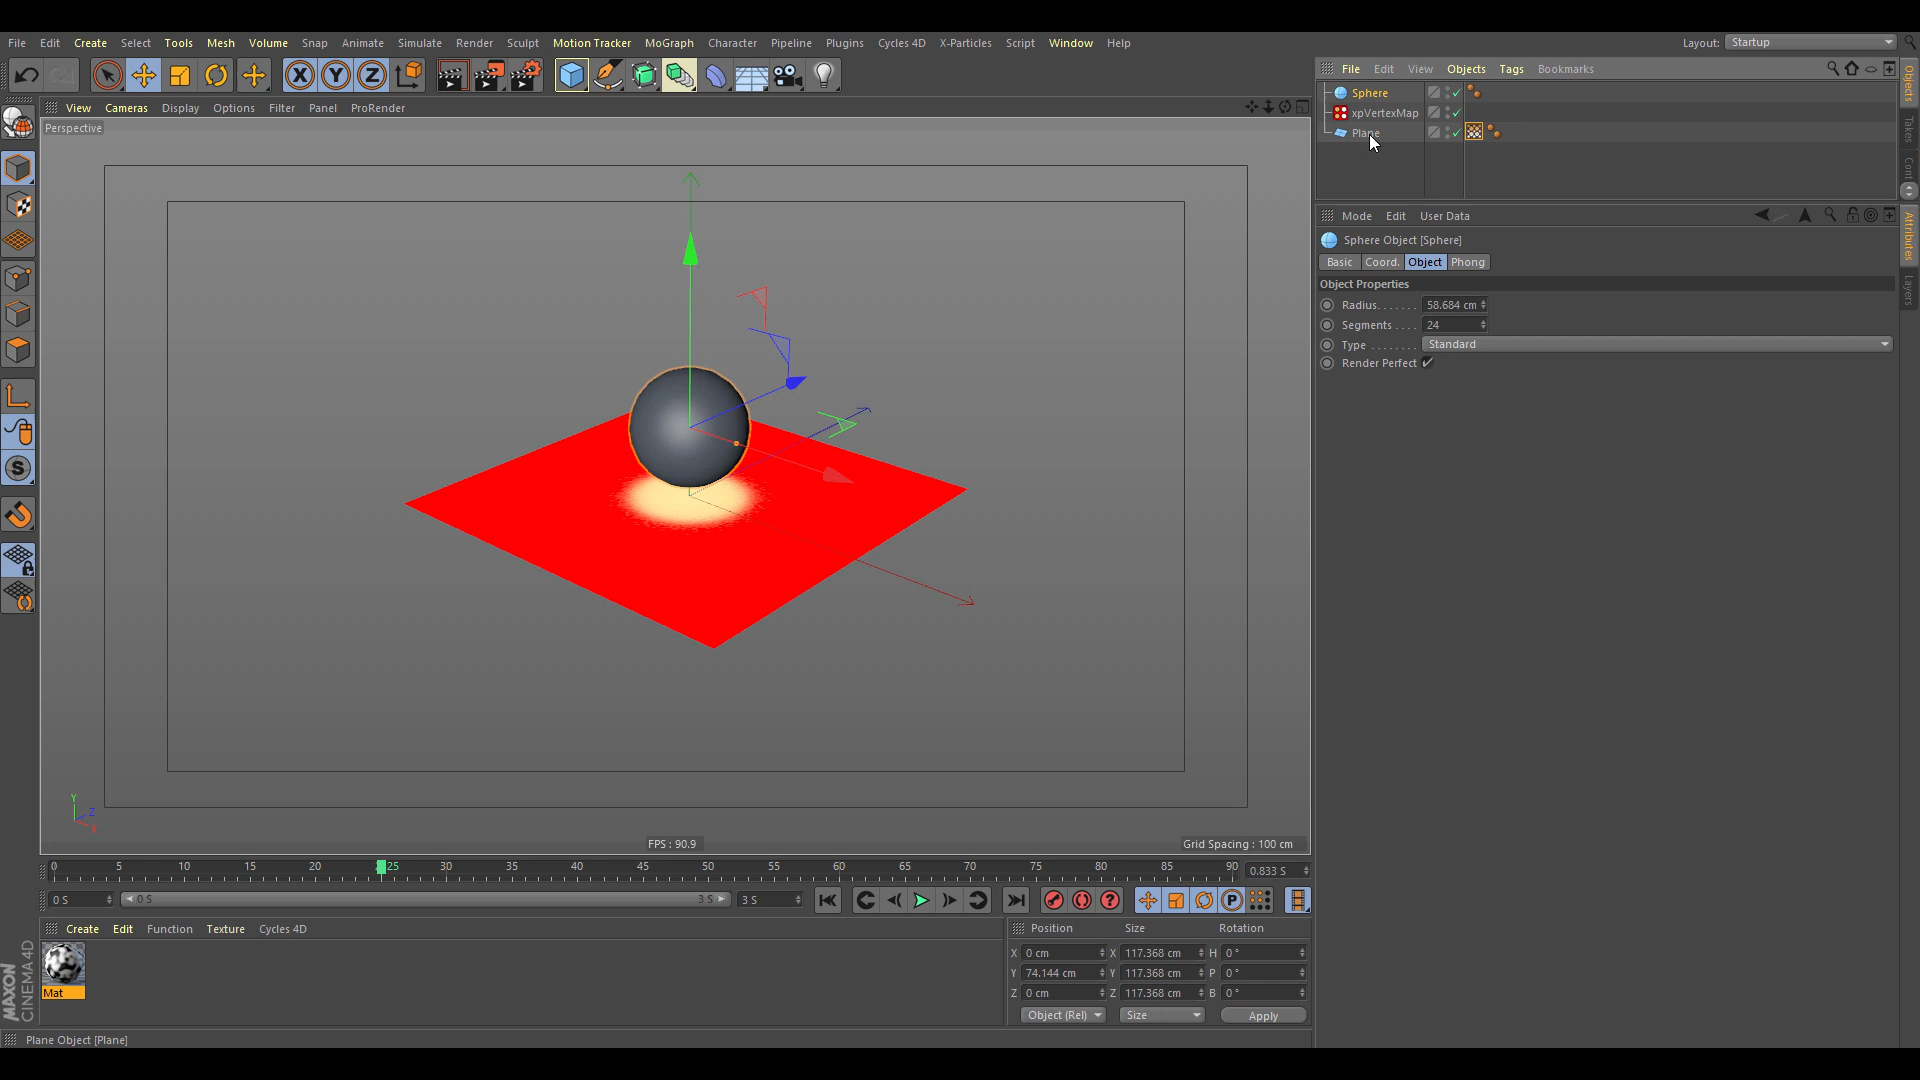 File Edit Create Select Tools Mesh Volume Snap Animate Simulate Render Sculpt Motion Tracker MoGraph Character Pipeline Plugins Cycles 4D X-Particles Script Window Help
Layout: Startup
File Edit View Objects Tags Bookmarks
View Cameras Display Options Filter Panel ProRender
Perspective
Sphere
xpVertexMap
Plane
Objects
Takes
Cont
Mode Edit User Data
Sphere Object [Sphere]
Basic Coord. Object Phong
Object Properties
Radius. . . . . . . 58.684 cm
Segments . . . . 24
Type . . . . . . . . Standard
Render Perfect
Attributes
Layers
X Y Z
S
Y
Z
X
FPS : 90.9
Grid Spacing : 100 cm
0 5 10 15 20 25 30 35 40 45 50 55 60 65 70 75 80 85 90
0.833 S
0 S
0 S 3 S
3 S
?
P
Create Edit Function Texture Cycles 4D
Mat
MAXON
CINEMA4D
Position Size Rotation
X 0 cm X 117.368 cm H 0 °
Y 74.144 cm Y 117.368 cm P 0 °
Z 0 cm Z 117.368 cm B 0 °
Object (Rel) Size Apply
Plane Object [Plane]